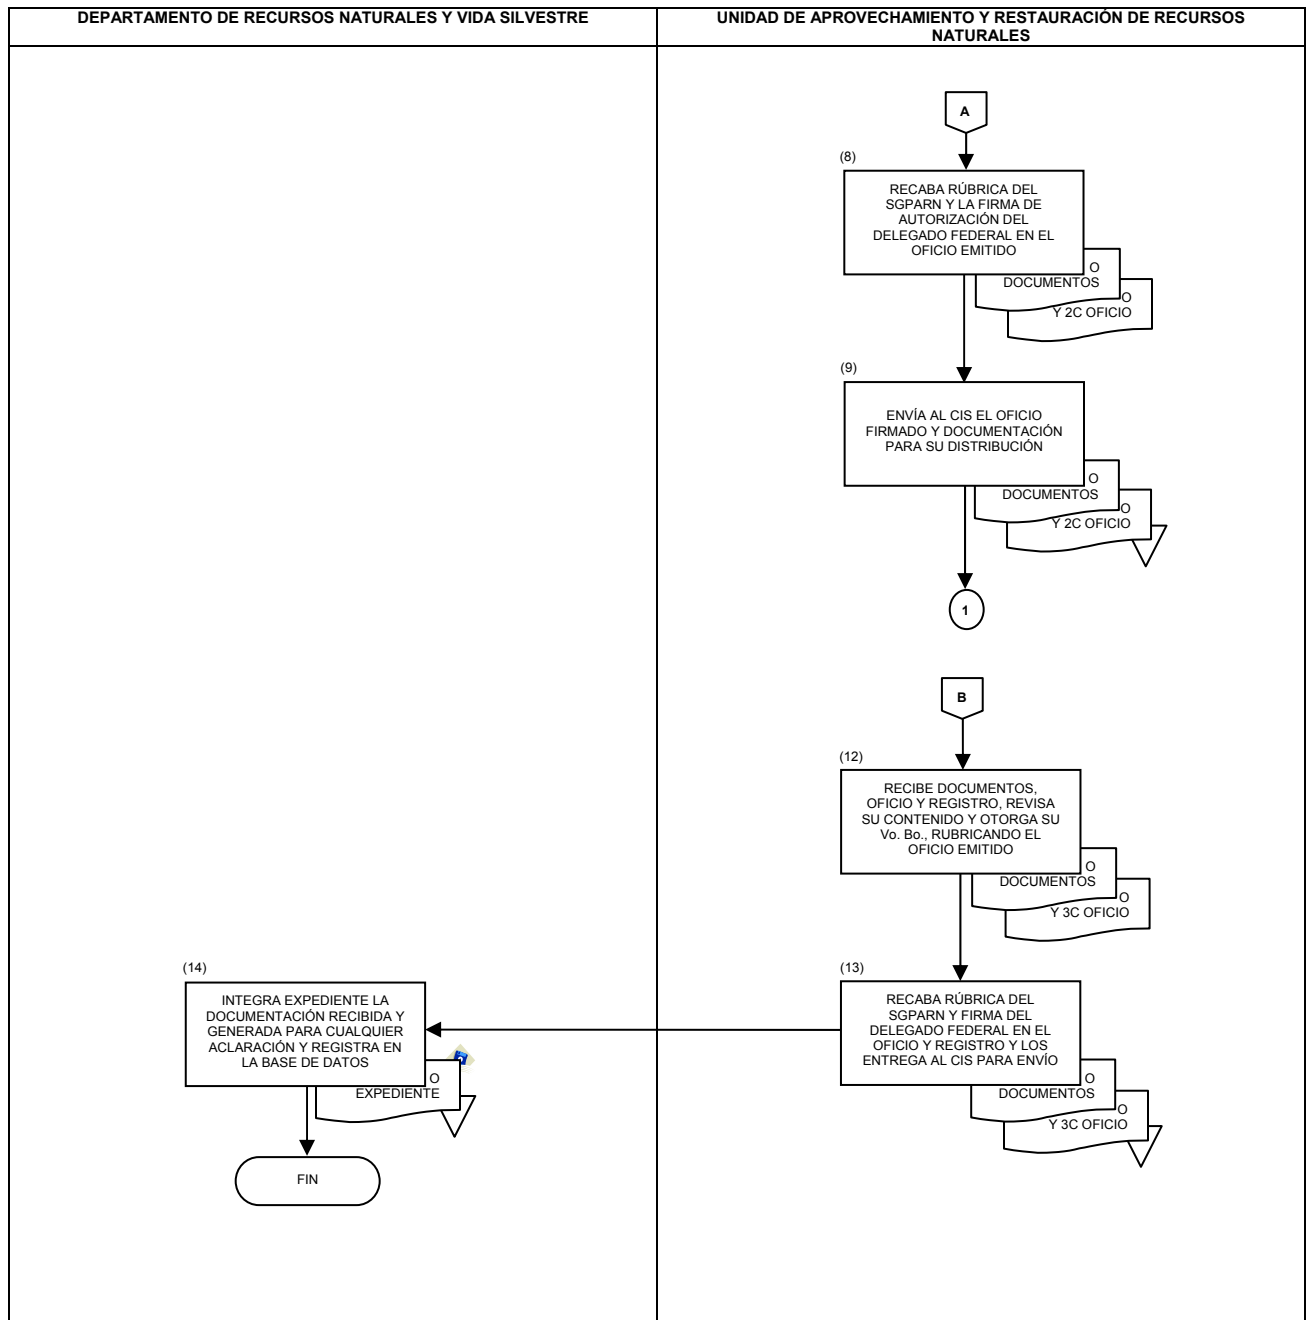 DEPARTAMENTO DE RECURSOS NATURALES Y VIDA SILVESTRE
UNIDAD DE APROVECHAMIENTO Y RESTAURACIÓN DE RECURSOS
NATURALES
A
(8)
RECABA RÚBRICA DEL
SGPARN Y LA FIRMA DE
AUTORIZACIÓN DEL
DELEGADO FEDERAL EN EL
OFICIO EMITIDO
O
DOCUMENTOS
O
Y 2C OFICIO
(9)
ENVÍA AL CIS EL OFICIO
FIRMADO Y DOCUMENTACIÓN
PARA SU DISTRIBUCIÓN
O
DOCUMENTOS
O
Y 2C OFICIO
1
B
(12)
RECIBE DOCUMENTOS,
OFICIO Y REGISTRO, REVISA
SU CONTENIDO Y OTORGA SU
Vo. Bo., RUBRICANDO EL
OFICIO EMITIDO
O
DOCUMENTOS
O
Y 3C OFICIO
(13)
RECABA RÚBRICA DEL
SGPARN Y FIRMA DEL
DELEGADO FEDERAL EN EL
OFICIO Y REGISTRO Y LOS
ENTREGA AL CIS PARA ENVÍO
O
DOCUMENTOS
O
Y 3C OFICIO
(14)
INTEGRA EXPEDIENTE LA
DOCUMENTACIÓN RECIBIDA Y
GENERADA PARA CUALQUIER
ACLARACIÓN Y REGISTRA EN
LA BASE DE DATOS
O
EXPEDIENTE
FIN